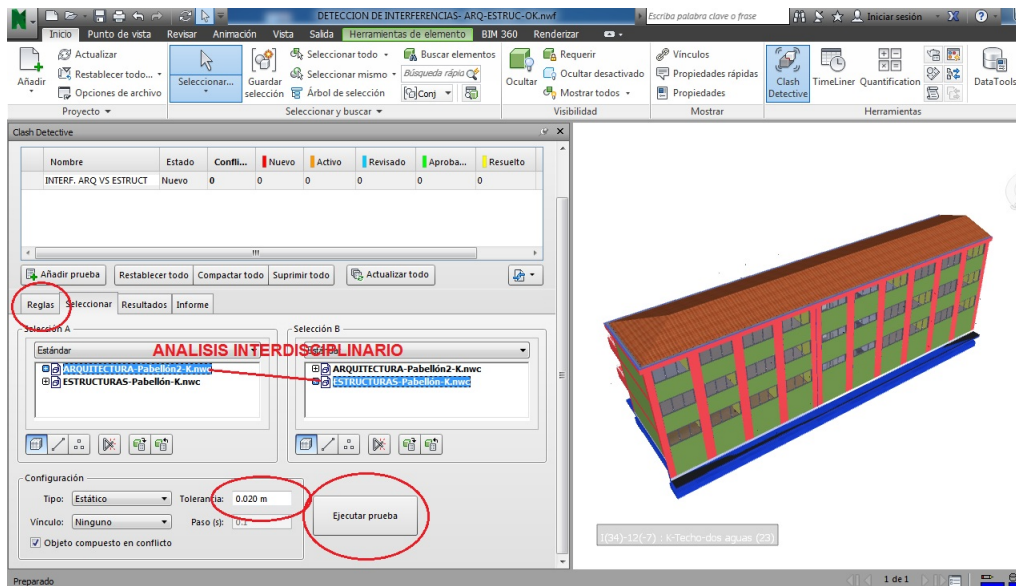 DETECCION DE INTERFERENCIAS- ARQ-ESTRUC-OK.nwf
Escriba palabra clave o frase
Iniciar sesión
Inicio Punto de vista Revisar Animación Vista Salida Herramientas de elemento BIM 360 Renderizar
Añadir
Actualizar
Restablecer todo...
Opciones de archivo
Proyecto
Seleccionar...
Guardar selección
Seleccionar todo
Seleccionar mismo
Árbol de selección
Buscar elementos
Búsqueda rápida
Conj
Seleccionar y buscar
Ocultar
Requerir
Ocultar desactivado
Mostrar todos
Visibilidad
Vínculos
Propiedades rápidas
Propiedades
Mostrar
Clash Detective
TimeLiner
Quantification
DataTools
Herramientas
Clash Detective
Nombre Estado Confli... Nuevo Activo Revisado Aproba... Resuelto
INTERF. ARQ VS ESTRUCT Nuevo 0 0 0 0 0 0
Añadir prueba Restablecer todo Compactar todo Suprimir todo Actualizar todo
Reglas Seleccionar Resultados Informe
Selección A
Estándar
ARQUITECTURA-Pabellón2-K.nwc
ESTRUCTURAS-Pabellón-K.nwc
ANALISIS INTERDISCIPLINARIO
Selección B
Estándar
ARQUITECTURA-Pabellón2-K.nwc
ESTRUCTURAS-Pabellón-K.nwc
Configuración
Tipo: Estático Tolerancia: 0.020 m
Vínculo: Ninguno Paso (s): 0.1
Objeto compuesto en conflicto
Ejecutar prueba
I(34)-12(-7) : K-Techo-dos aguas (23)
Preparado
1 de 1